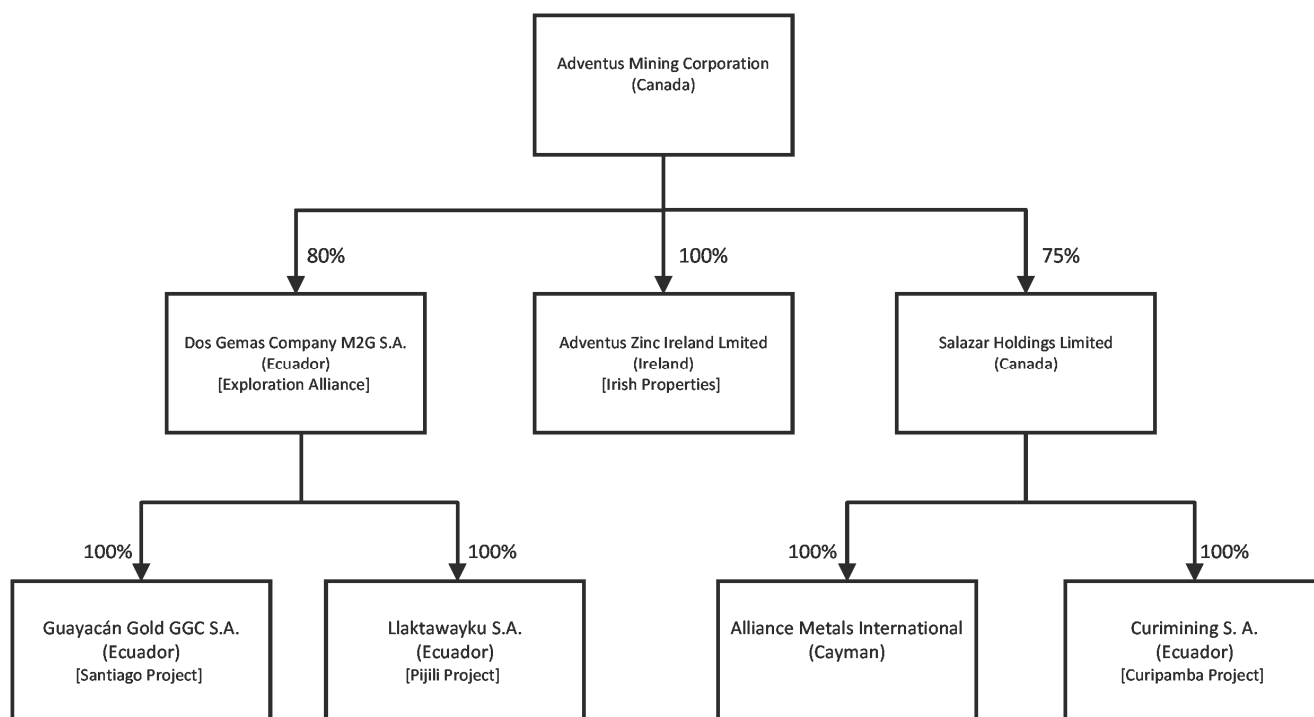 Adventus Mining Corporation
(Canada)
80%
100%
75%
Dos Gemas Company M2G S.A.
(Ecuador)
[Exploration Alliance]
Adventus Zinc Ireland Lmited
(Ireland)
[Irish Properties]
Salazar Holdings Limited
(Canada)
100%
100%
100%
100%
Guayacán Gold GGC S.A.
(Ecuador)
[Santiago Project]
Llaktawayku S.A.
(Ecuador)
[Pijili Project]
Alliance Metals International
(Cayman)
Curimining S. A.
(Ecuador)
[Curipamba Project]